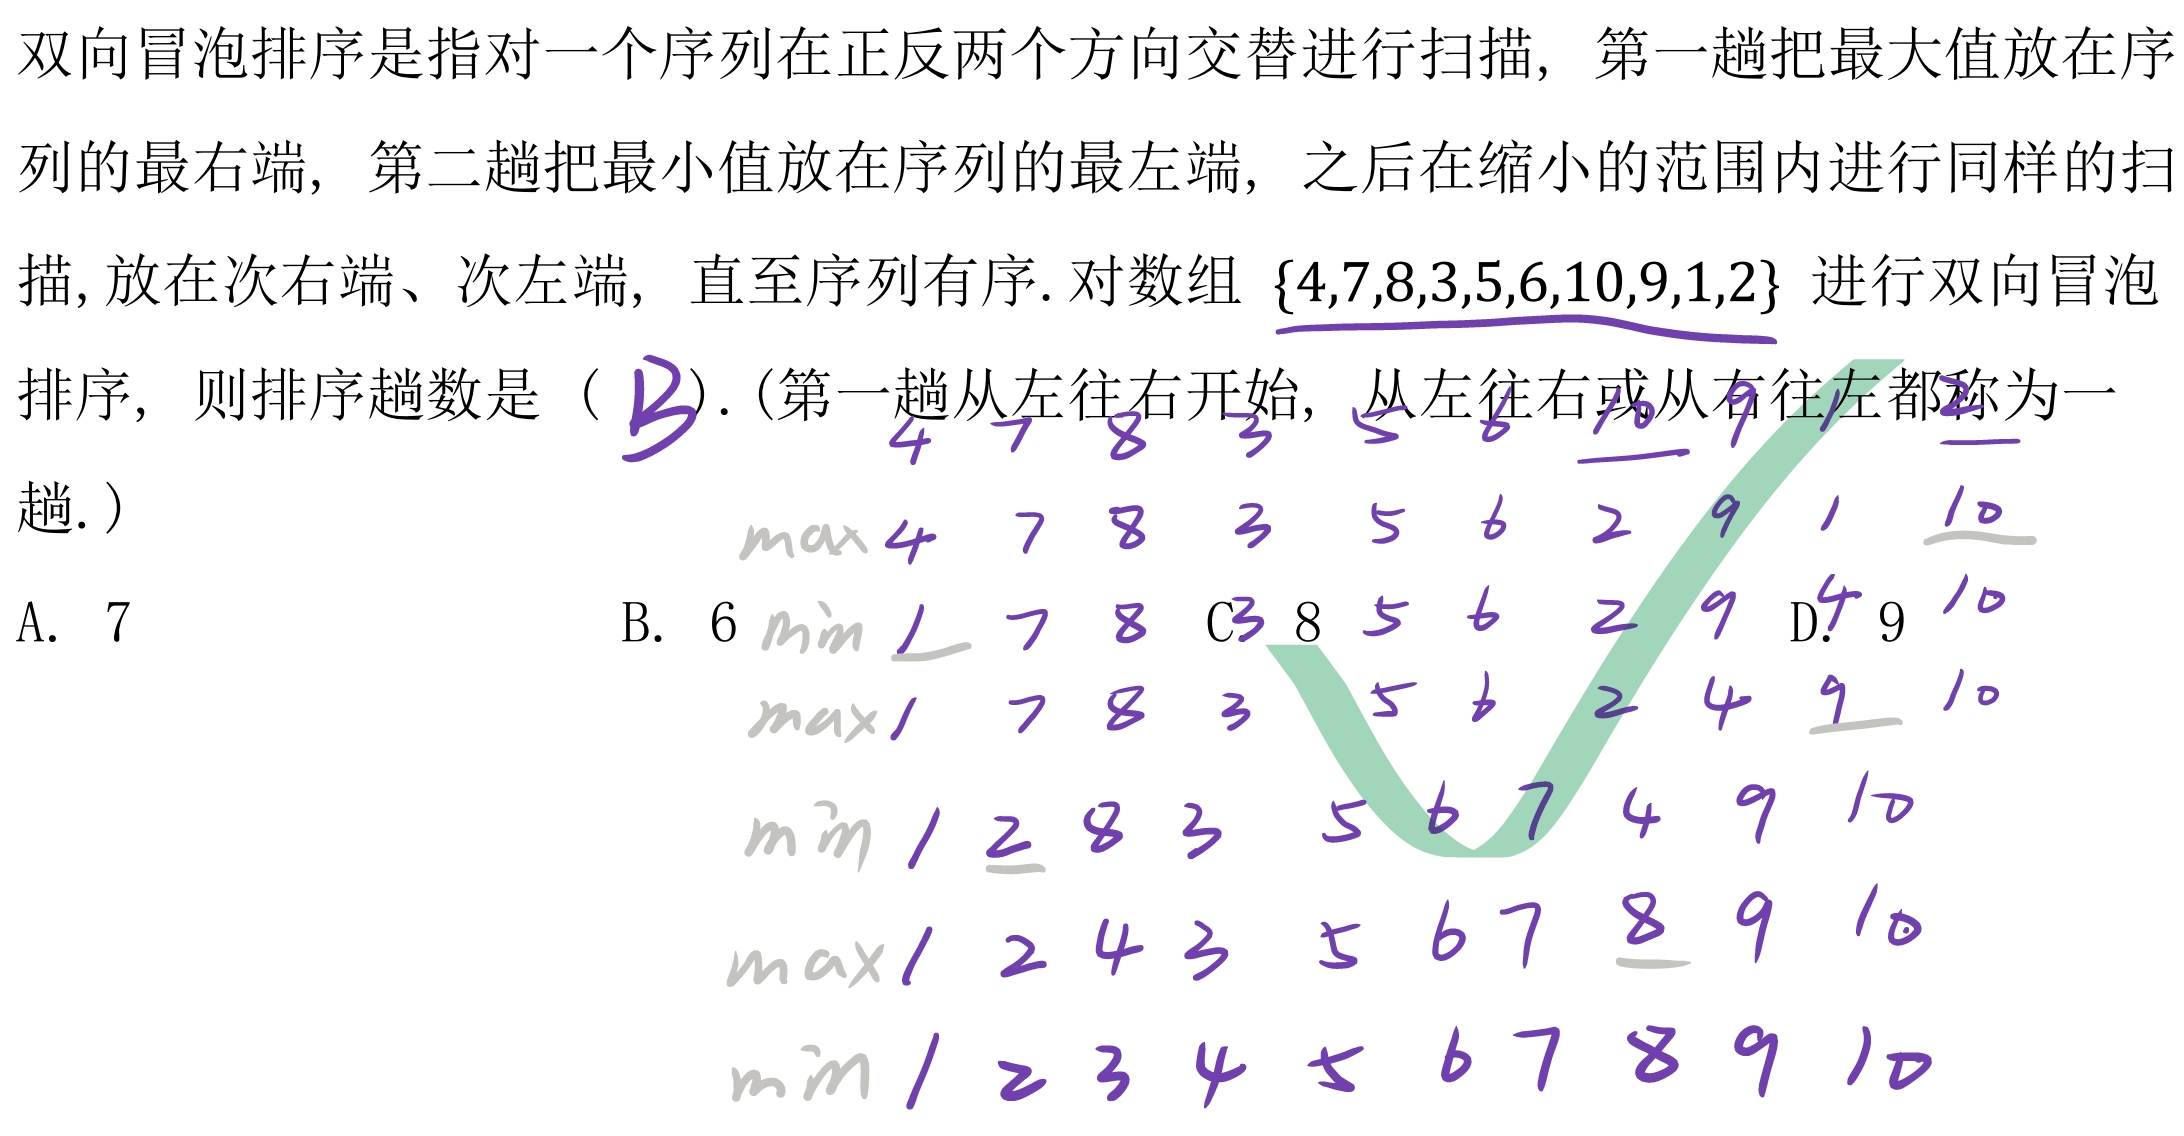 双向冒泡排序是指对一个序列在正反两个方向交替进行扫描, 第一趟把最大值放在序
列的最右端, 第二趟把最小值放在序列的最左端, 之后在缩小的范围内进行同样的扫
描,放在次右端、次左端, 直至序列有序.对数组 {4,7,8,3,5,6,10,9,1,2} 进行双向冒泡
排序, 则排序趟数是 ( B ).(第一趟从左往右开始, 从左往右或从右往左都称为一
4 7 8 3 5 6 10 9 1 2
趟.)
max 4 7 8 3 5 6 2 9 1 10
A. 7 B. 6 C 8 D. 9
min 1 7 8 3 5 6 2 9 4 10
max 1 7 8 3 5 6 2 4 9 10
min 1 2 8 3 5 6 7 4 9 10
max 1 2 4 3 5 6 7 8 9 10
min 1 2 3 4 5 6 7 8 9 10